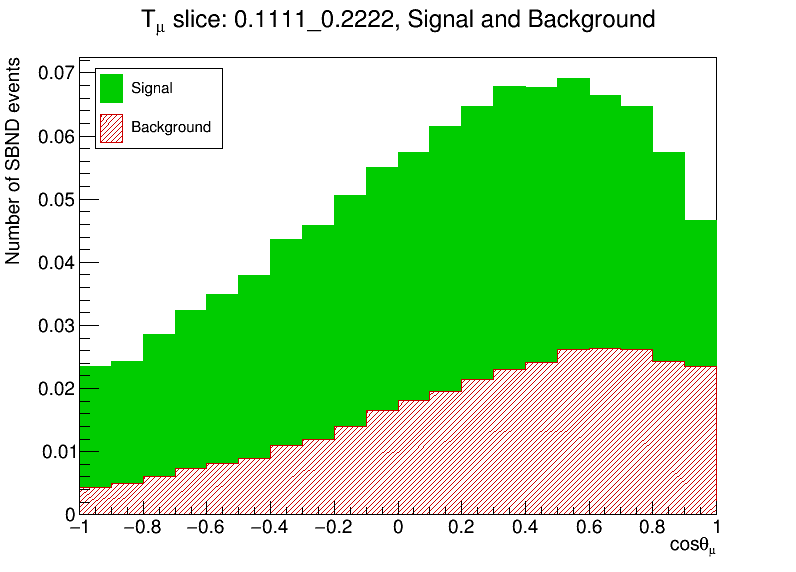 T_μ slice: 0.1111_0.2222, Signal and Background
Number of SBND events
Signal
Background
0.07
0.06
0.05
0.04
0.03
0.02
0.01
0
−1 −0.8 −0.6 −0.4 −0.2 0 0.2 0.4 0.6 0.8 1
cosθ_μ